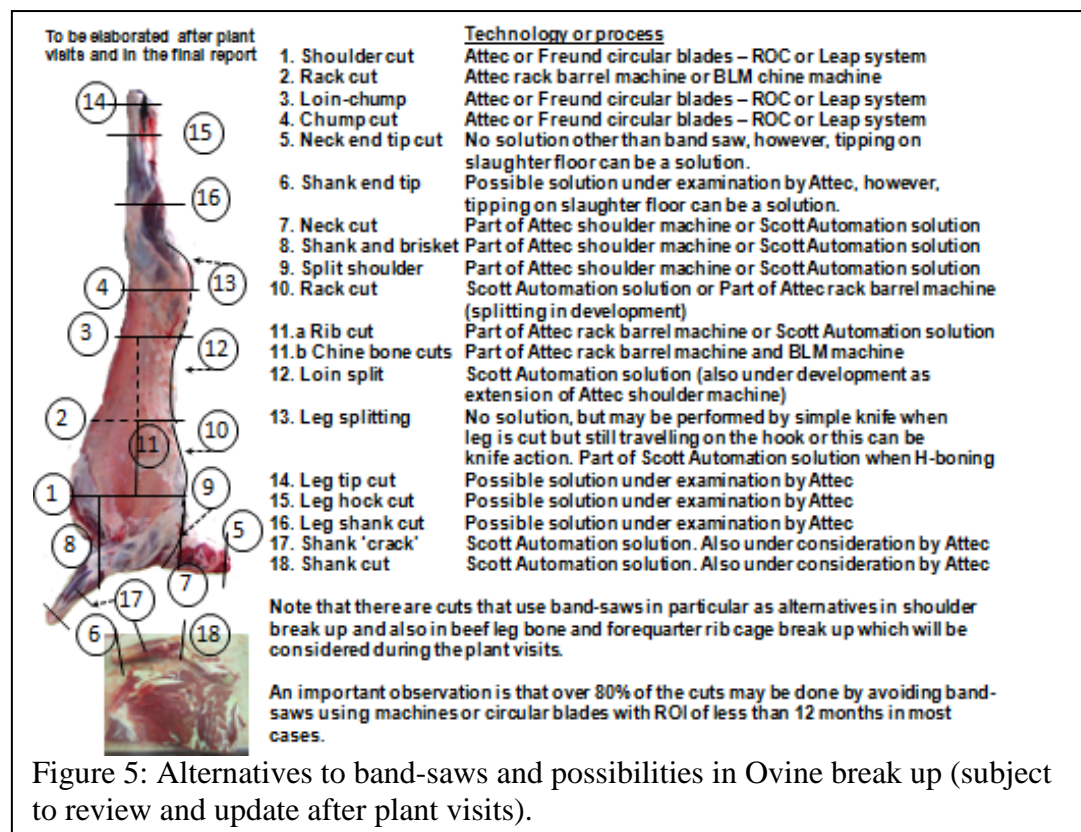 To be elaborated after plant
visits and in the final report
Technology or process
1. Shoulder cut Attec or Freund circular blades – ROC or Leap system
2. Rack cut Attec rack barrel machine or BLM chine machine
3. Loin-chump Attec or Freund circular blades – ROC or Leap system
4. Chump cut Attec or Freund circular blades – ROC or Leap system
5. Neck end tip cut No solution other than band saw, however, tipping on
slaughter floor can be a solution.
6. Shank end tip Possible solution under examination by Attec, however,
tipping on slaughter floor can be a solution.
7. Neck cut Part of Attec shoulder machine or Scott Automation solution
8. Shank and brisket Part of Attec shoulder machine or Scott Automation solution
9. Split shoulder Part of Attec shoulder machine or Scott Automation solution
10. Rack cut Scott Automation solution or Part of Attec rack barrel machine
(splitting in development)
11.a Rib cut Part of Attec rack barrel machine or Scott Automation solution
11.b Chine bone cuts Part of Attec rack barrel machine and BLM machine
12. Loin split Scott Automation solution (also under development as
extension of Attec shoulder machine)
13. Leg splitting No solution, but may be performed by simple knife when
leg is cut but still travelling on the hook or this can be
knife action. Part of Scott Automation solution when H-boning
14. Leg tip cut Possible solution under examination by Attec
15. Leg hock cut Possible solution under examination by Attec
16. Leg shank cut Possible solution under examination by Attec
17. Shank 'crack' Scott Automation solution. Also under consideration by Attec
18. Shank cut Scott Automation solution. Also under consideration by Attec
Note that there are cuts that use band-saws in particular as alternatives in shoulder
break up and also in beef leg bone and forequarter rib cage break up which will be
considered during the plant visits.
An important observation is that over 80% of the cuts may be done by avoiding band-
saws using machines or circular blades with ROI of less than 12 months in most
cases.
14
15
16
13
4
3
12
2
10
11
1
9
8
5
7
17
6
18
Figure 5: Alternatives to band-saws and possibilities in Ovine break up (subject
to review and update after plant visits).